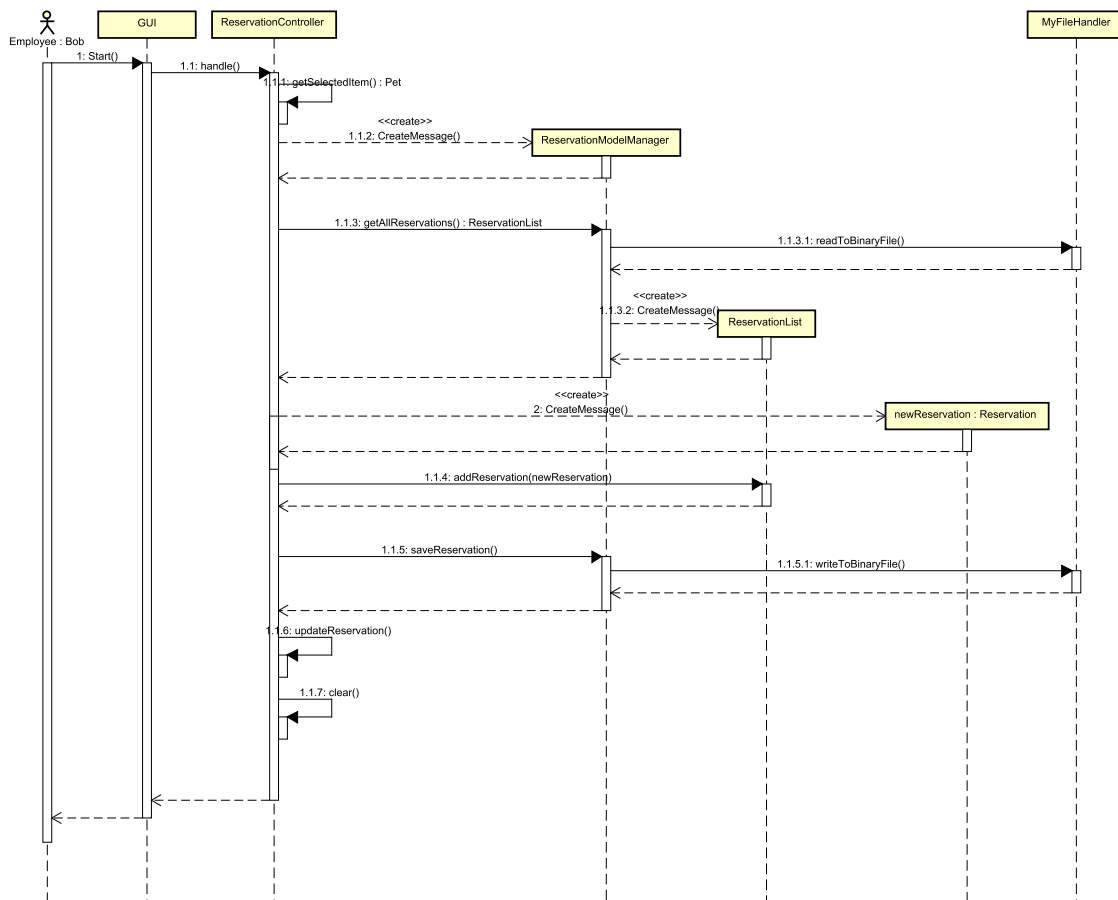 GUI
ReservationController
MyFileHandler
Employee : Bob
1: Start()
1.1: handle()
1.1.1: getSelectedItem() : Pet
<<create>>
1.1.2: CreateMessage()
ReservationModelManager
1.1.3: getAllReservations() : ReservationList
1.1.3.1: readToBinaryFile()
<<create>>
1.1.3.2: CreateMessage()
ReservationList
<<create>>
2: CreateMessage()
newReservation : Reservation
1.1.4: addReservation(newReservation)
1.1.5: saveReservation()
1.1.5.1: writeToBinaryFile()
1.1.6: updateReservation()
1.1.7: clear()